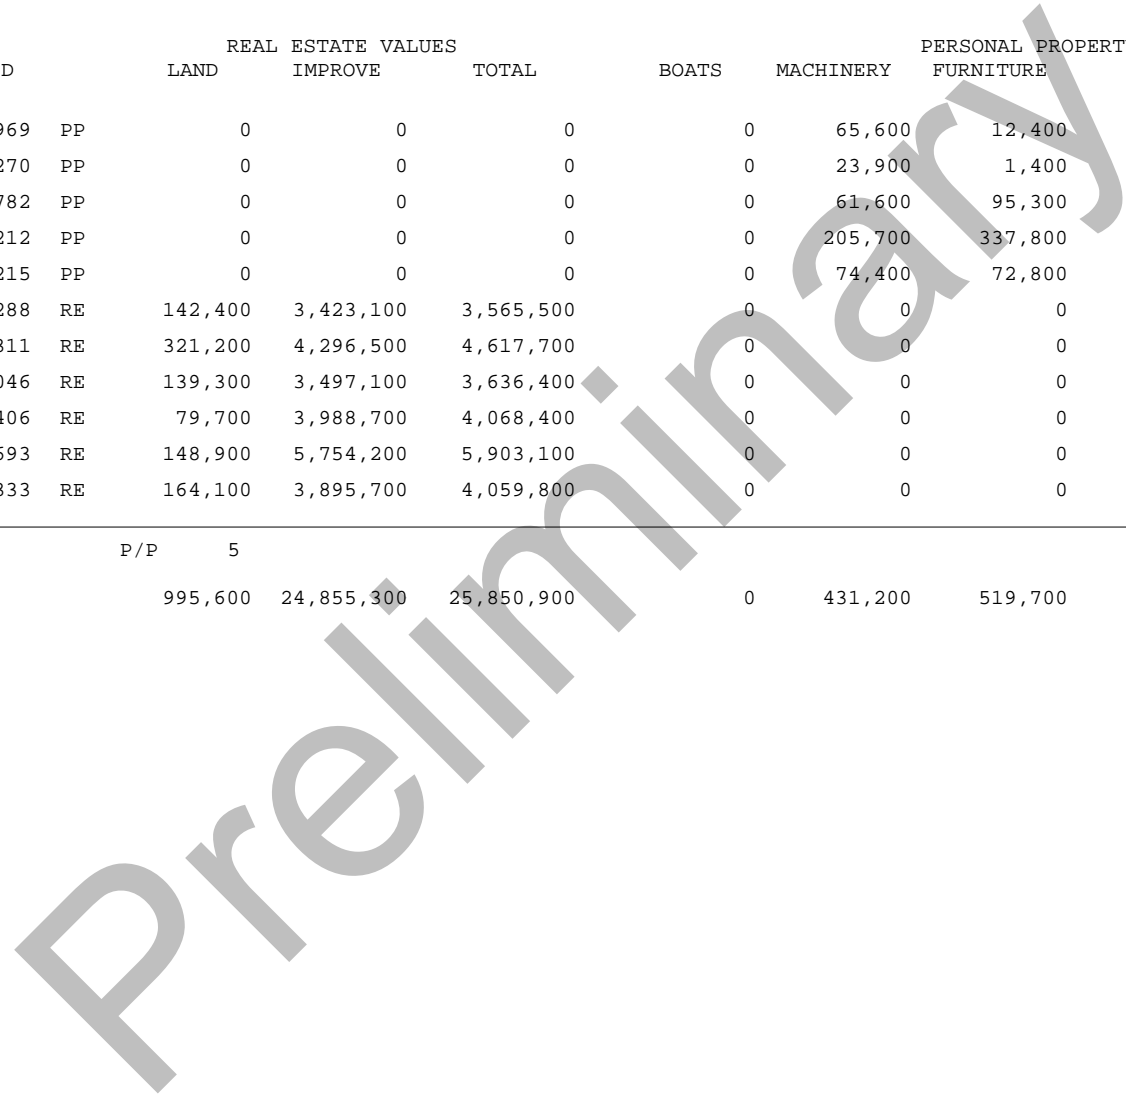 REAL ESTATE VALUES PERSONAL PROPERT
D LAND IMPROVE TOTAL BOATS MACHINERY FURNITURE
969 PP 0 0 0 0 65,600 12,400
270 PP 0 0 0 0 23,900 1,400
782 PP 0 0 0 0 61,600 95,300
212 PP 0 0 0 0 205,700 337,800
215 PP 0 0 0 0 74,400 72,800
288 RE 142,400 3,423,100 3,565,500 0 0 0
311 RE 321,200 4,296,500 4,617,700 0 0 0
046 RE 139,300 3,497,100 3,636,400 0 0 0
406 RE 79,700 3,988,700 4,068,400 0 0 0
593 RE 148,900 5,754,200 5,903,100 0 0 0
333 RE 164,100 3,895,700 4,059,800 0 0 0
P/P 5
995,600 24,855,300 25,850,900 0 431,200 519,700
Preliminary